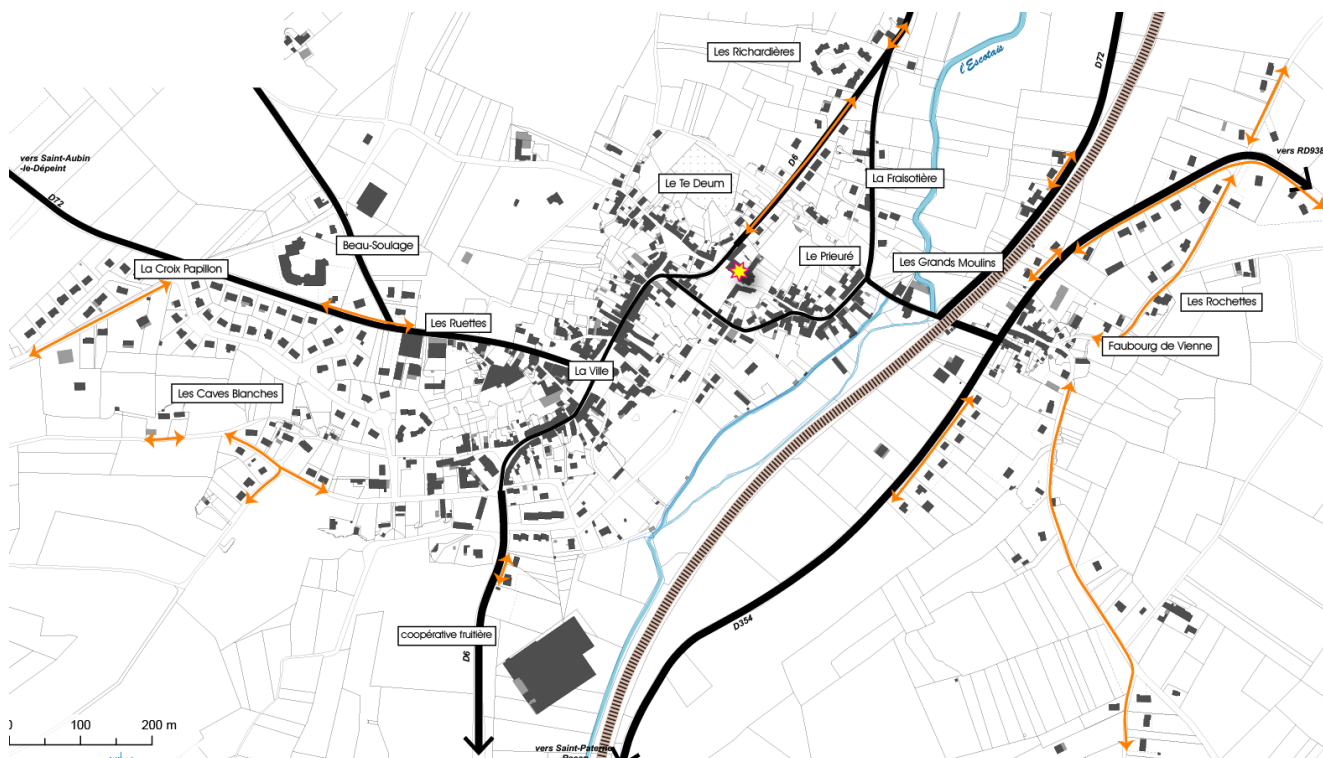 Les Richardières
l'Escotais
D72
vers Saint-Aubin
-le-Dépeint
vers RD938
D6
Le Te Deum
La Fraisotière
D72
Beau-Soulage
Le Prieuré
Les Grands Moulins
La Croix Papillon
Les Rochettes
Les Ruettes
Faubourg de Vienne
La Ville
Les Caves Blanches
D354
coopérative fruitière
D6
0 100 200 m
vers Saint-Paterne